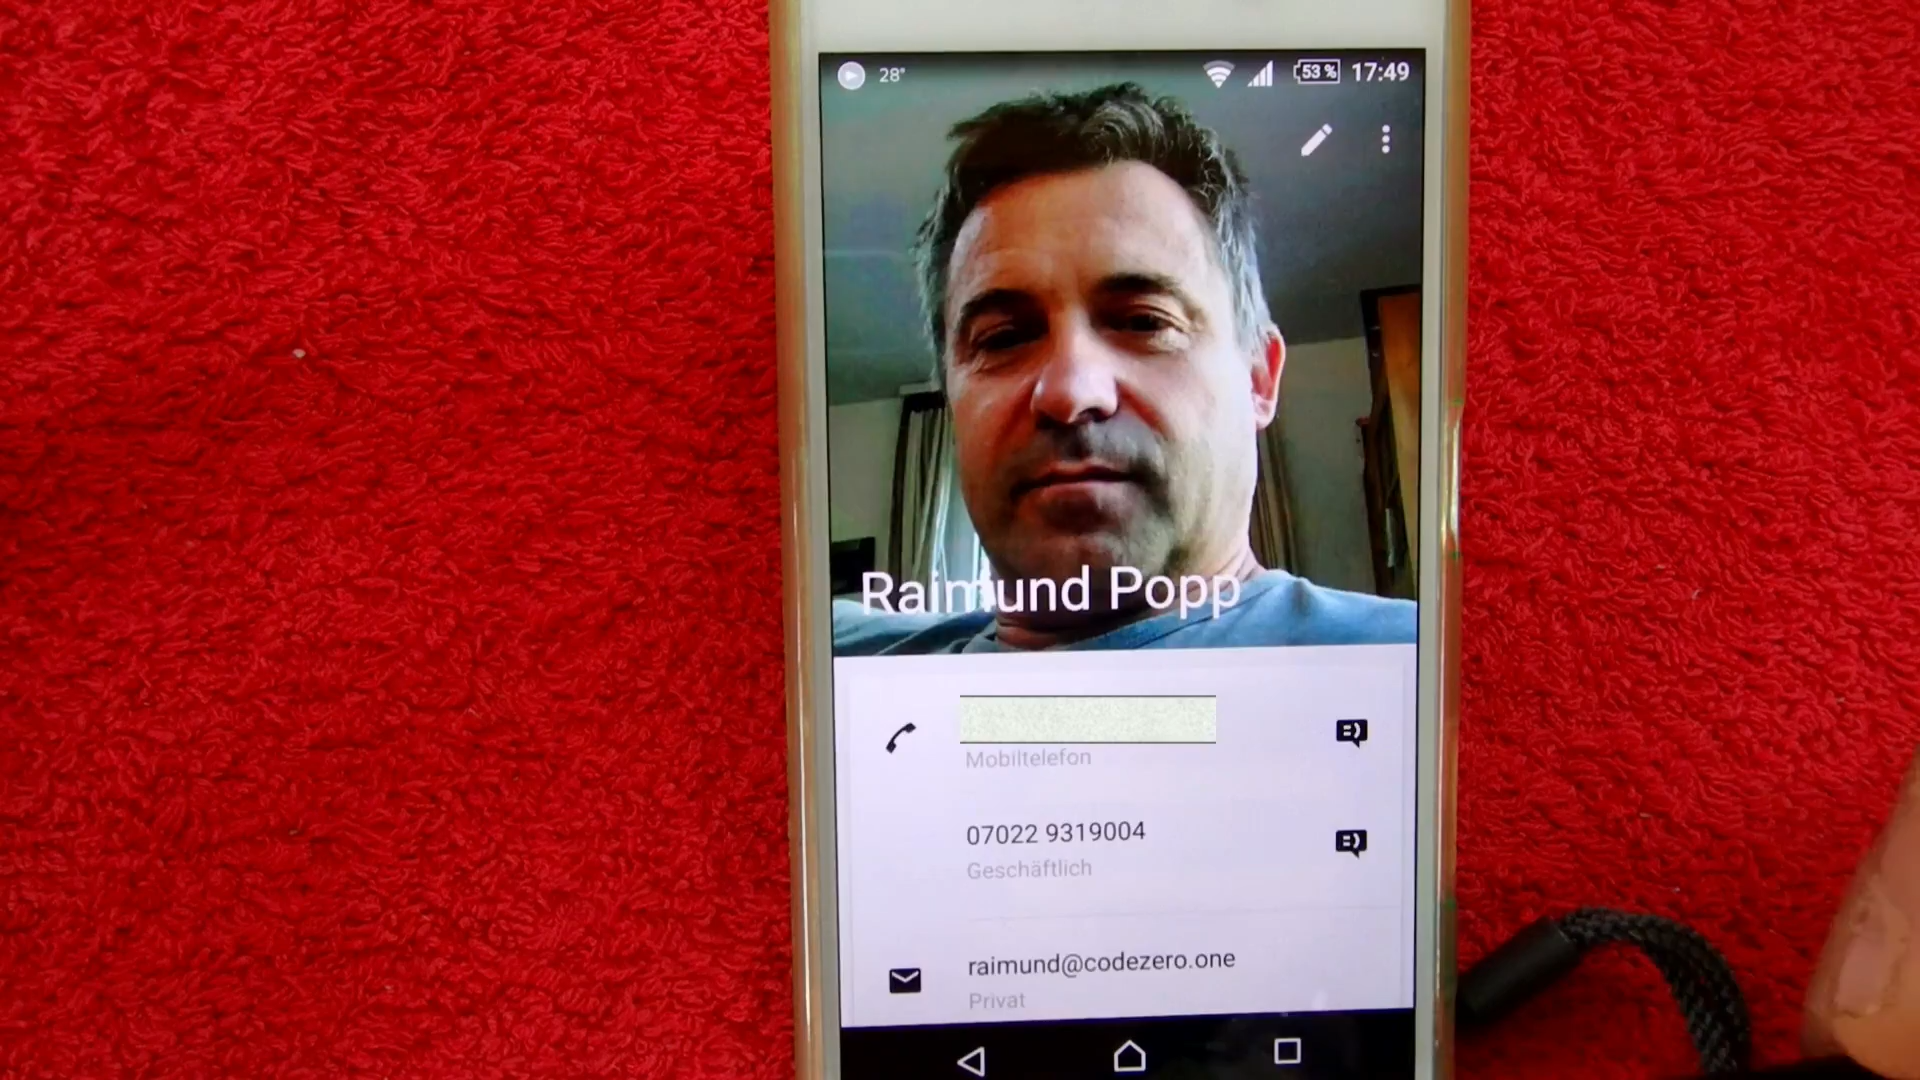 28°
53 %
17:49
Raimund Popp
Mobiltelefon
07022 9319004
Geschäftlich
raimund@codezero.one
Privat